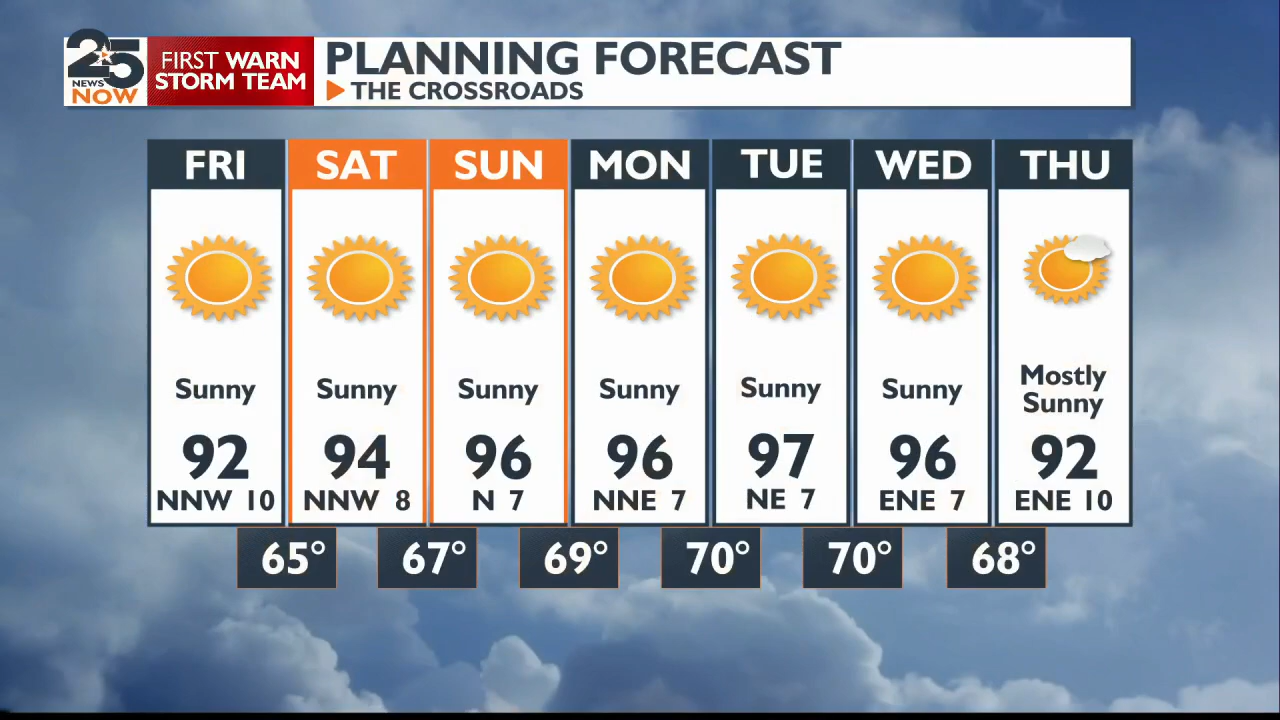 25
NEWS
NOW
FIRST WARN
STORM TEAM
PLANNING FORECAST
THE CROSSROADS
FRI SAT SUN MON TUE WED THU
Sunny Sunny Sunny Sunny Sunny Sunny Mostly
Sunny
92 94 96 96 97 96 92
NNW 10 NNW 8 N 7 NNE 7 NE 7 ENE 7 ENE 10
65° 67° 69° 70° 70° 68°